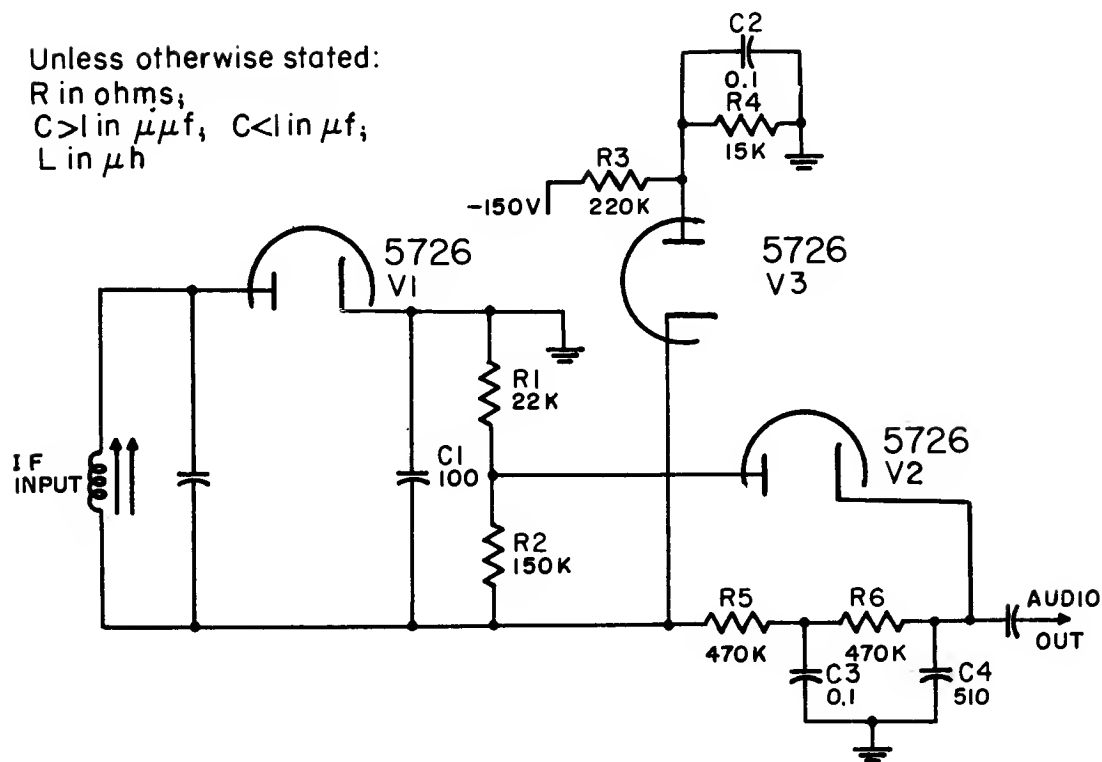 Unless otherwise stated:
R in ohms;
C>1 in μμf; C<1 in μf;
L in μh
C2
0.1
R4
15K
R3
220K
-150V
5726
V1
5726
V3
R1
22K
C1
100
IF
INPUT
5726
V2
R2
150K
R5
470K
R6
470K
AUDIO
OUT
C3
0.1
C4
510